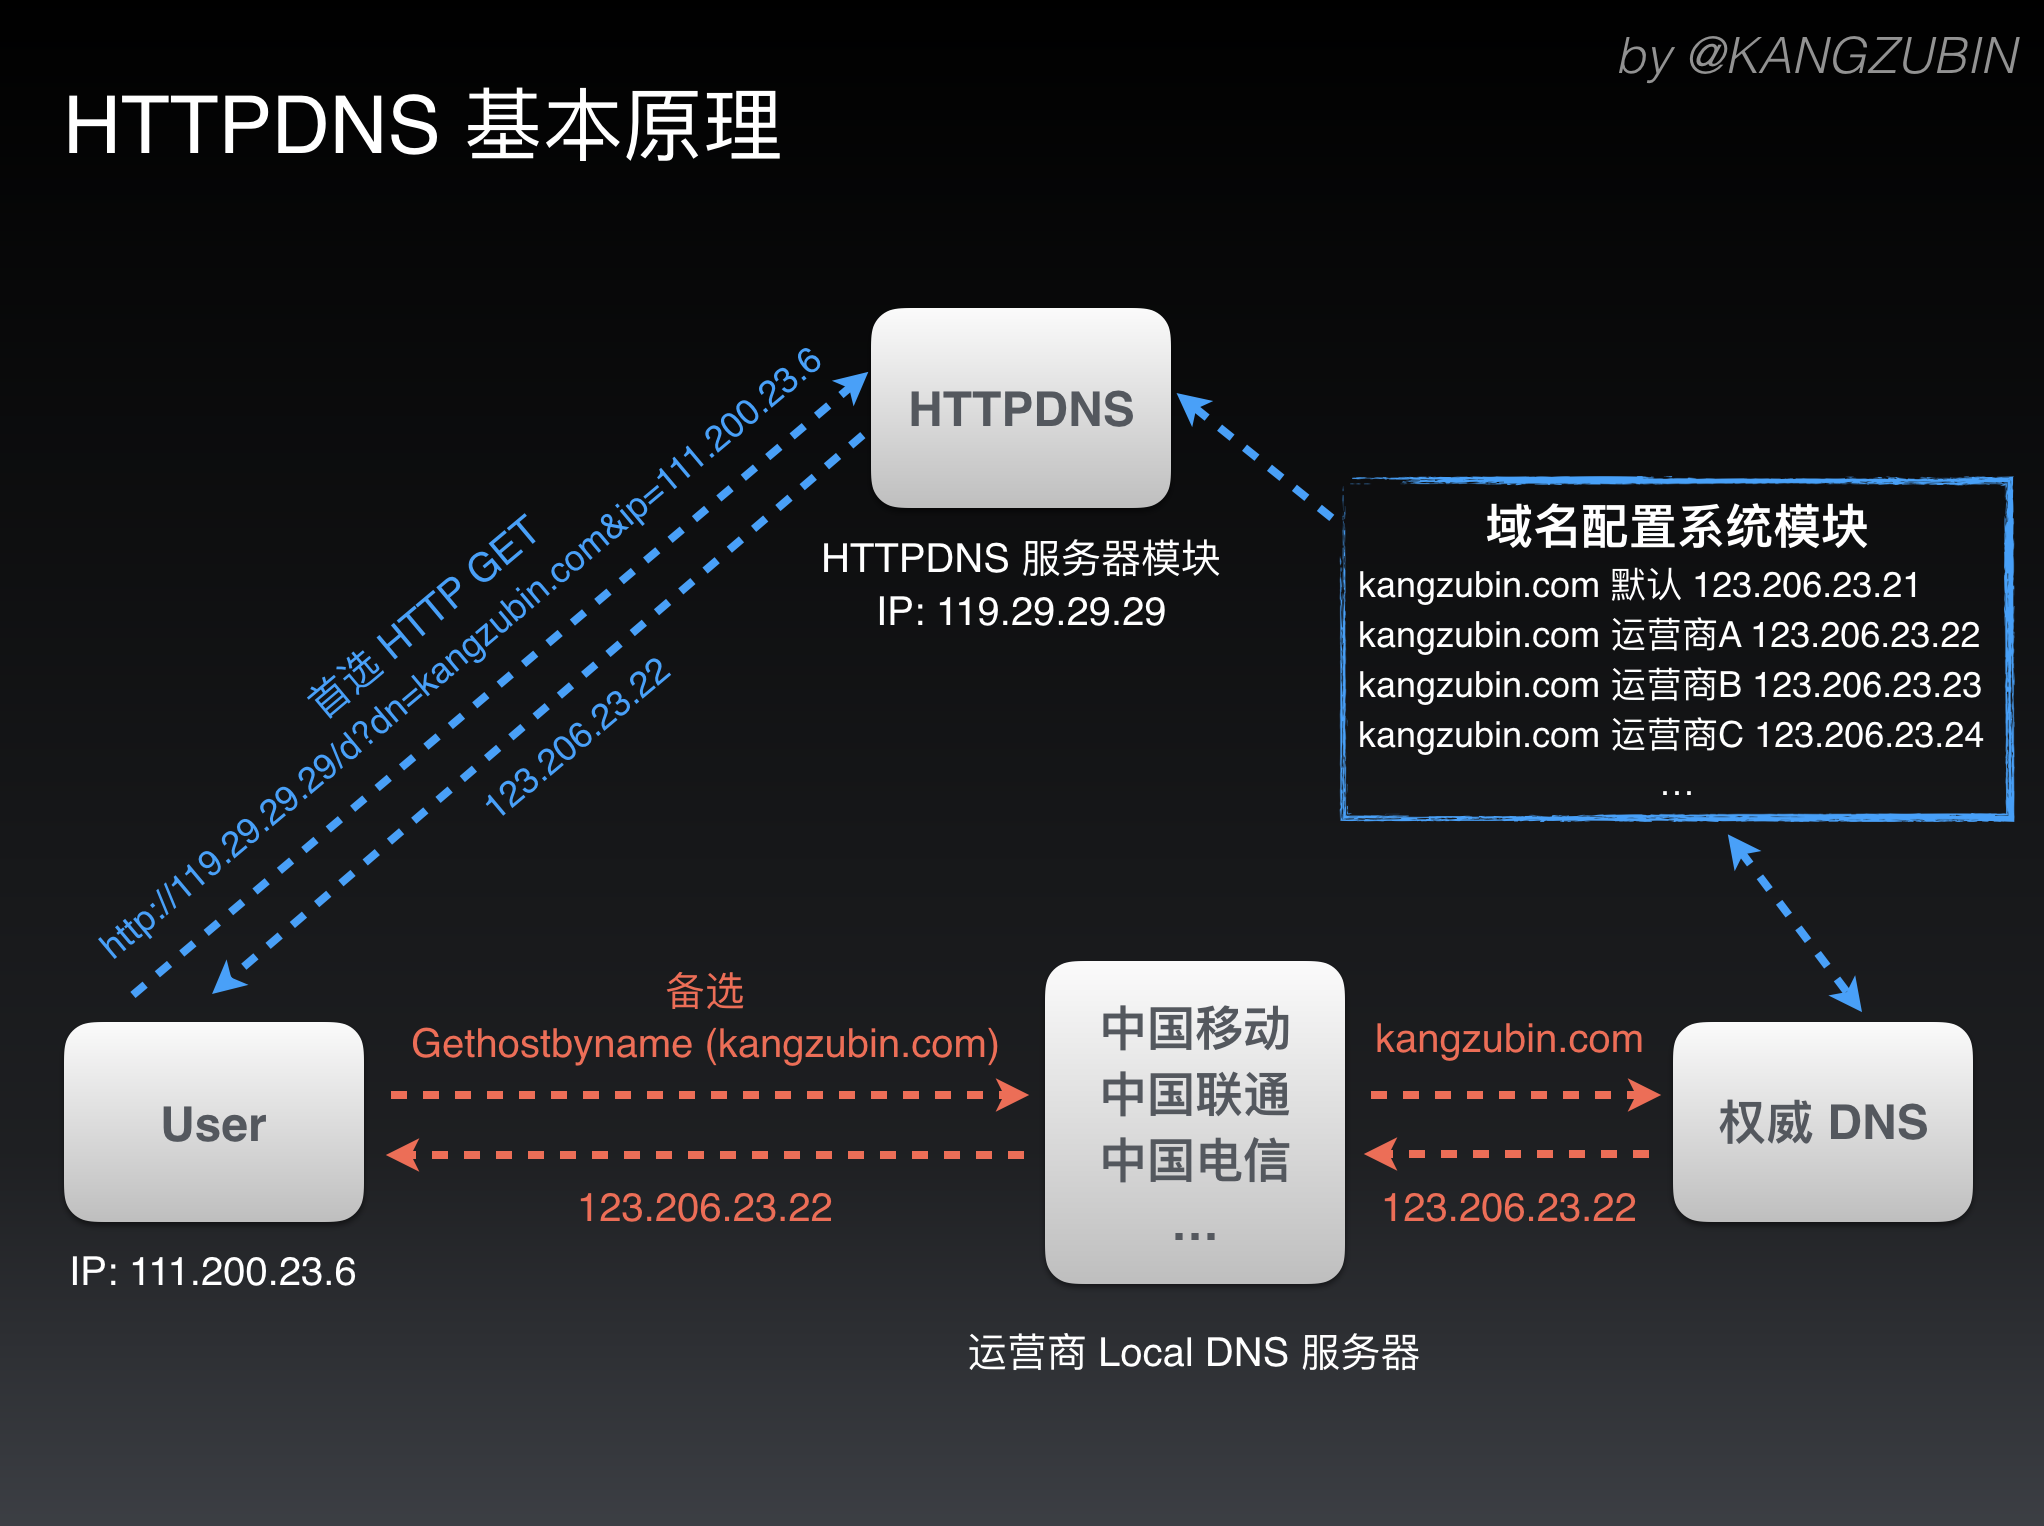 by @KANGZUBIN
HTTPDNS 基本原理
首选 HTTP GET
http://119.29.29.29/d?dn=kangzubin.com&ip=111.200.23.6
123.206.23.22
HTTPDNS
HTTPDNS 服务器模块
IP: 119.29.29.29
域名配置系统模块
kangzubin.com 默认 123.206.23.21
kangzubin.com 运营商A 123.206.23.22
kangzubin.com 运营商B 123.206.23.23
kangzubin.com 运营商C 123.206.23.24
...
User
IP: 111.200.23.6
备选
Gethostbyname (kangzubin.com)
123.206.23.22
中国移动
中国联通
中国电信
...
运营商 Local DNS 服务器
kangzubin.com
123.206.23.22
权威 DNS